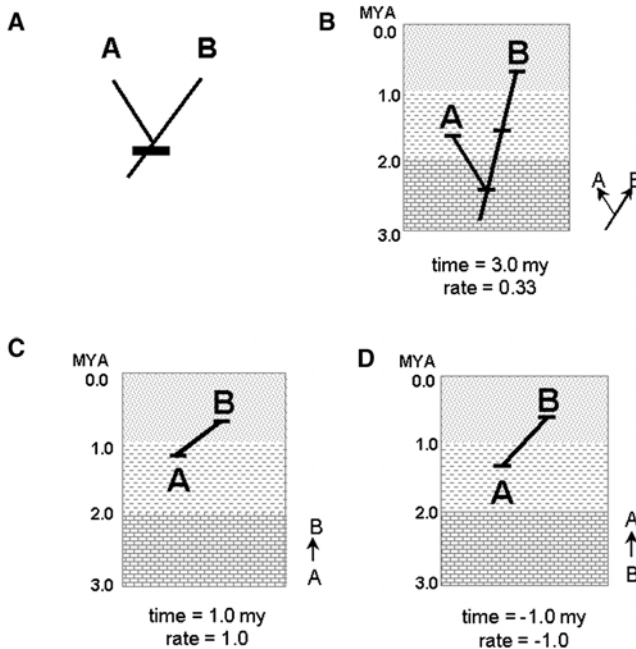 A
A B
B
MYA
0.0
B
1.0
A
2.0
3.0
A B
time = 3.0 my
rate = 0.33
C
MYA
0.0
B
1.0
A
2.0
3.0
B
A
time = 1.0 my
rate = 1.0
D
MYA
0.0
B
1.0
A
2.0
3.0
A
B
time = -1.0 my
rate = -1.0